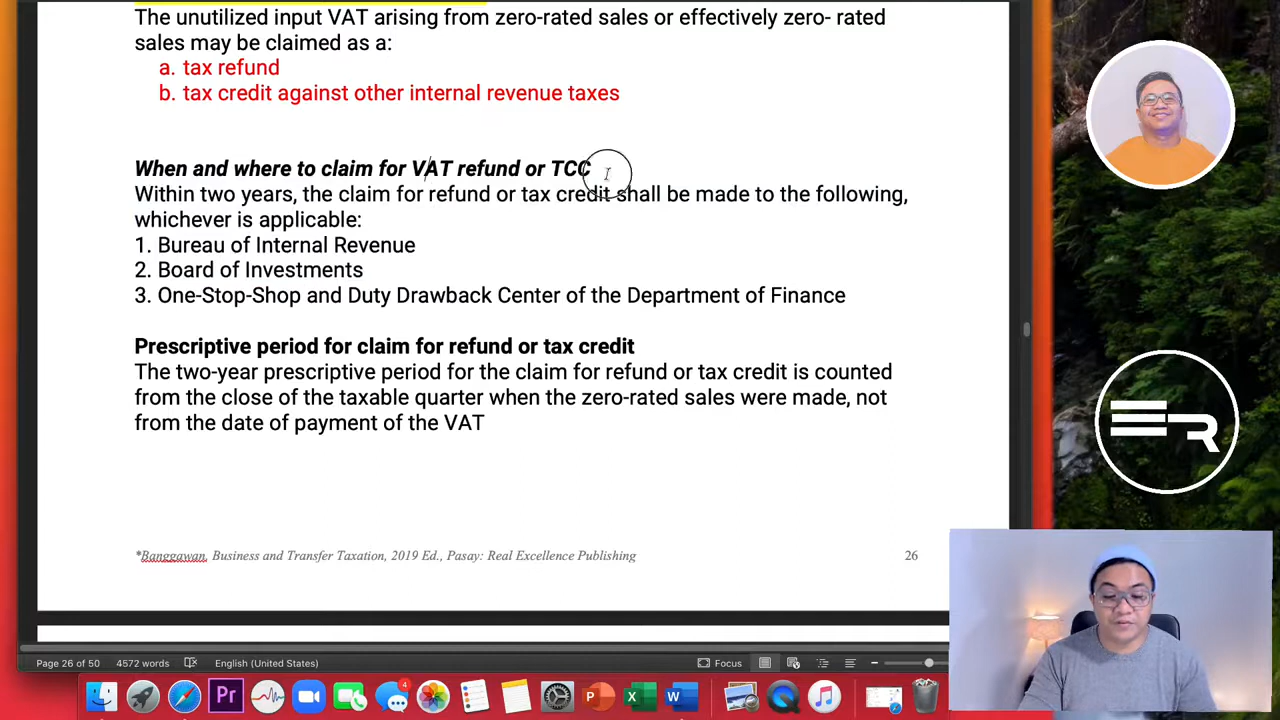 The unutilized input VAT arising from zero-rated sales or effectively zero- rated
sales may be claimed as a:
a. tax refund
b. tax credit against other internal revenue taxes
When and where to claim for VAT refund or TCC
Within two years, the claim for refund or tax credit shall be made to the following,
whichever is applicable:
1. Bureau of Internal Revenue
2. Board of Investments
3. One-Stop-Shop and Duty Drawback Center of the Department of Finance
Prescriptive period for claim for refund or tax credit
The two-year prescriptive period for the claim for refund or tax credit is counted
from the close of the taxable quarter when the zero-rated sales were made, not
from the date of payment of the VAT
*Banggawan, Business and Transfer Taxation, 2019 Ed., Pasay: Real Excellence Publishing 26
ER
Page 26 of 50 4572 words English (United States) Focus
Pr 4 P X W